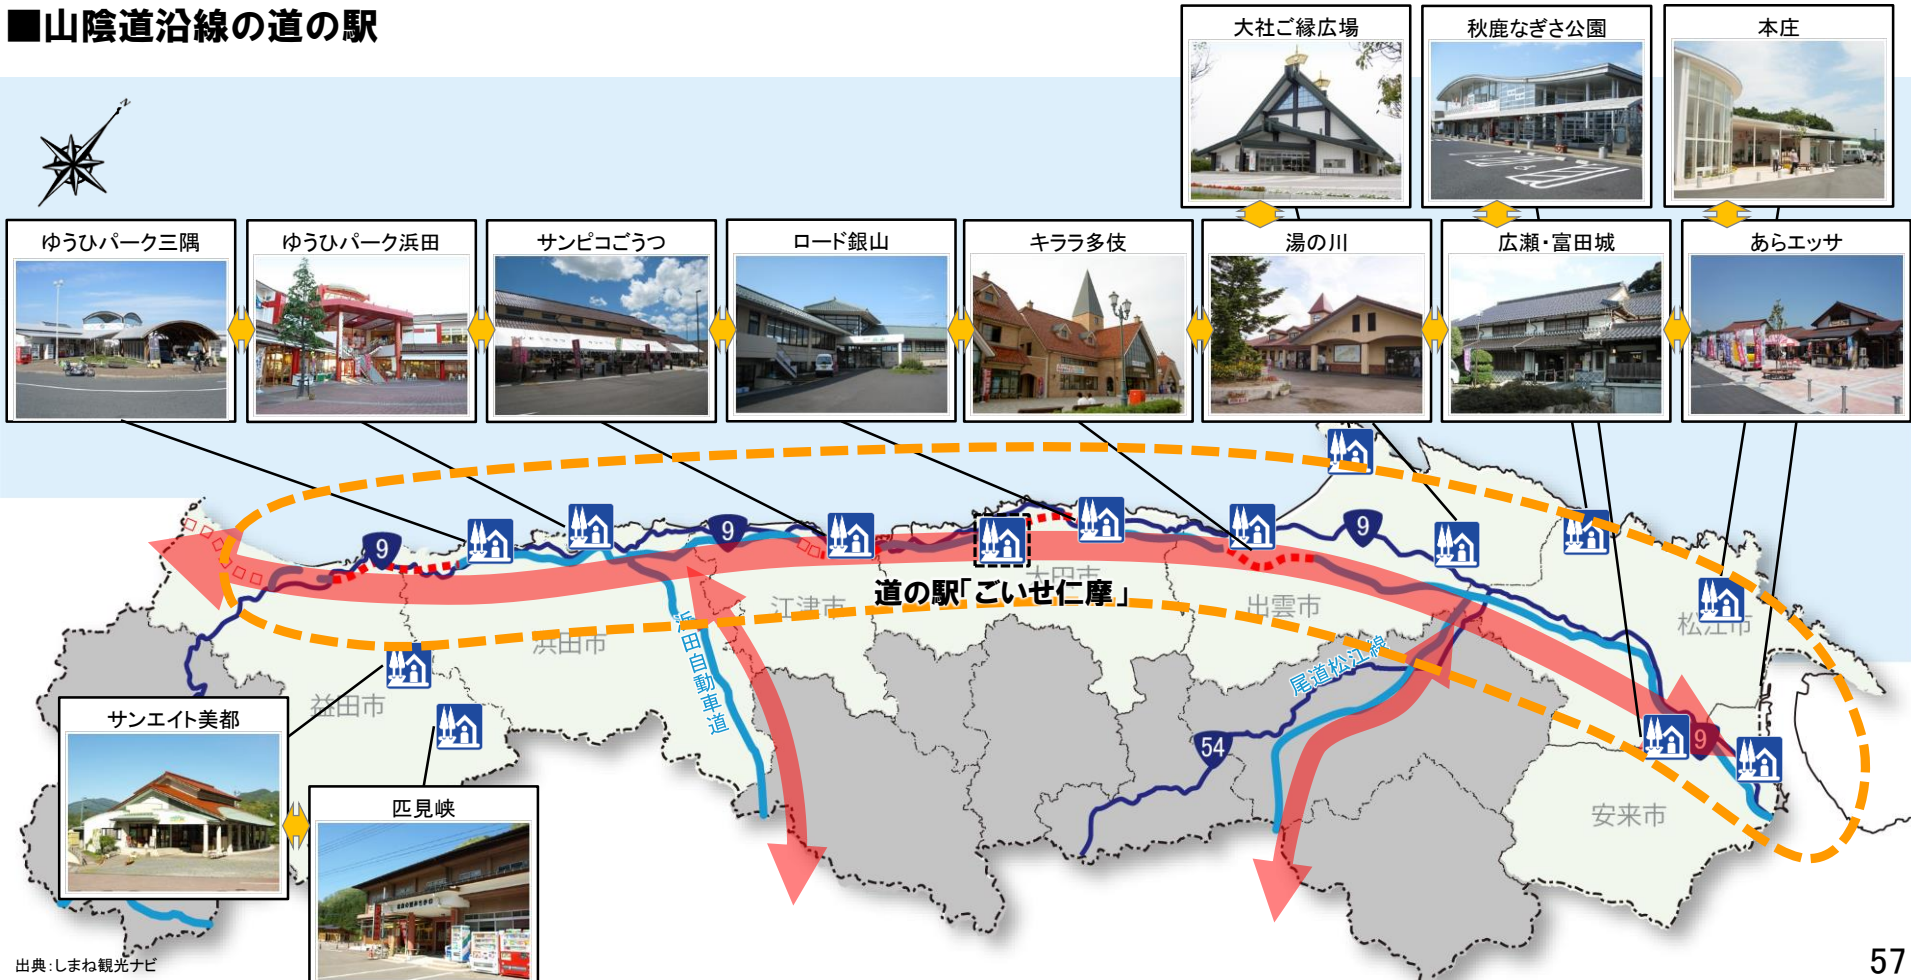 ■山陰道沿線の道の駅
大社ご縁広場
秋鹿なぎさ公園
本庄
N
ゆうひパーク三隅
ゆうひパーク浜田
サンピコごうつ
ロード銀山
キララ多伎
湯の川
広瀬・富田城
あらエッサ
9
9
9
道の駅「ごいせ仁摩」
大田市
江津市
出雲市
松江市
浜田市
浜田自動車道
尾道松江線
益田市
54
9
安来市
サンエイト美都
匹見峡
出典:しまね観光ナビ
57